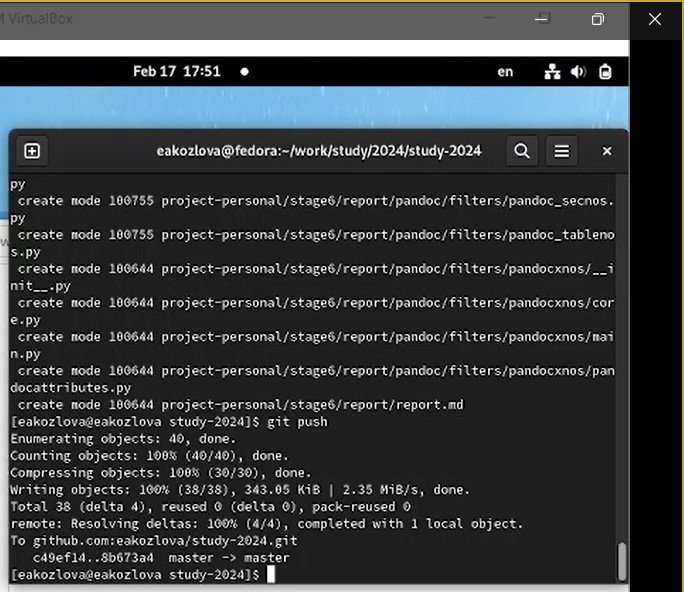 M VirtualBox
Feb 17 17:51
en
eakozlova@fedora:~/work/study/2024/study-2024
py
create mode 100755 project-personal/stage6/report/pandoc/filters/pandoc_secnos.
py
create mode 100755 project-personal/stage6/report/pandoc/filters/pandoc_tableno
s.py
create mode 100644 project-personal/stage6/report/pandoc/filters/pandocxnos/__i
nit__.py
create mode 100644 project-personal/stage6/report/pandoc/filters/pandocxnos/cor
e.py
create mode 100644 project-personal/stage6/report/pandoc/filters/pandocxnos/mai
n.py
create mode 100644 project-personal/stage6/report/pandoc/filters/pandocxnos/pan
docattributes.py
create mode 100644 project-personal/stage6/report/report.md
[eakozlova@eakozlova study-2024]$ git push
Enumerating objects: 40, done.
Counting objects: 100% (40/40), done.
Compressing objects: 100% (30/30), done.
Writing objects: 100% (38/38), 343.05 KiB | 2.35 MiB/s, done.
Total 38 (delta 4), reused 0 (delta 0), pack-reused 0
remote: Resolving deltas: 100% (4/4), completed with 1 local object.
To github.com:eakozlova/study-2024.git
c49ef14..8b673a4 master -> master
[eakozlova@eakozlova study-2024]$